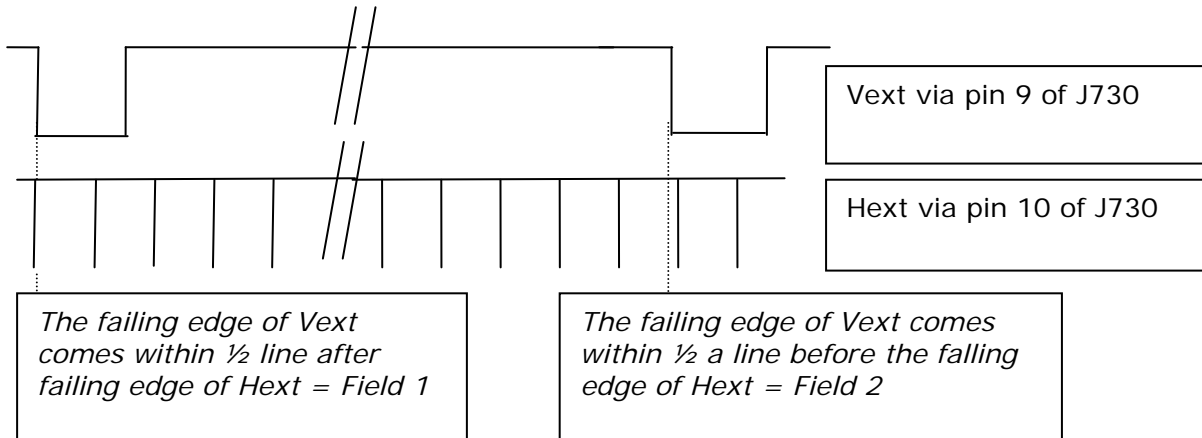 Vext via pin 9 of J730
Hext via pin 10 of J730
The failing edge of Vext
comes within ½ line after
failing edge of Hext = Field 1
The failing edge of Vext comes
within ½ a line before the falling
edge of Hext = Field 2